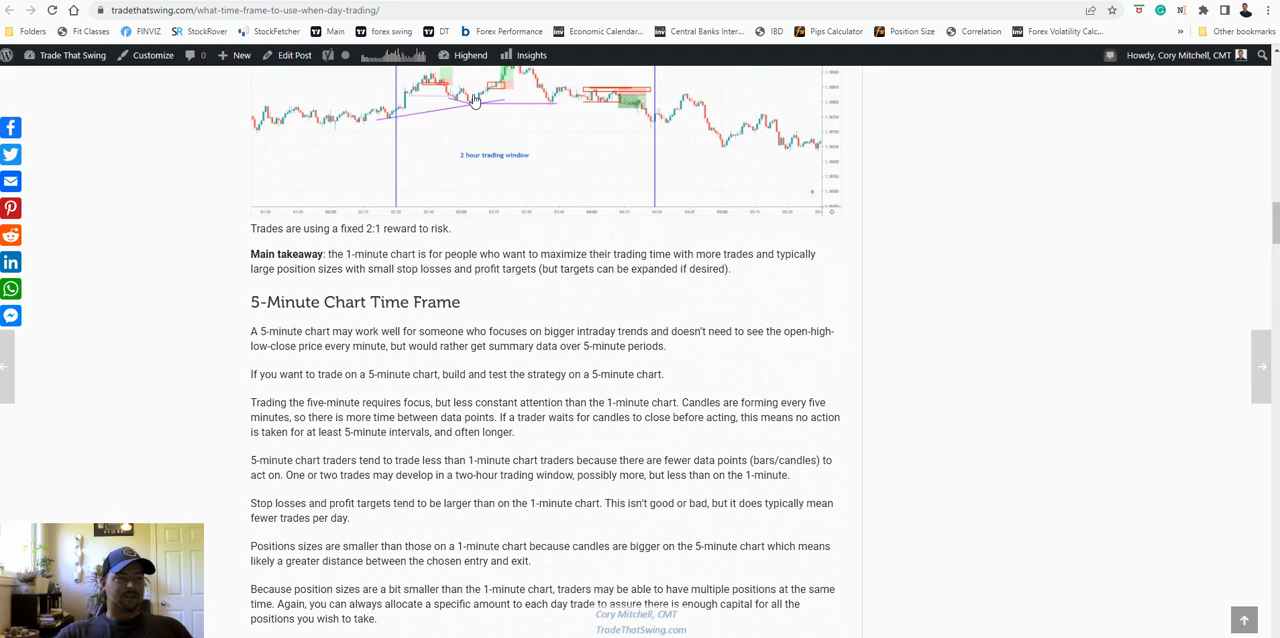 tradethatswing.com/what-time-frame-to-use-when-day-trading/
Folders Fit Classes FINVIZ SR StockRover StockFetcher Main forex swing DT Forex Performance Economic Calendar... Central Banks Inter... IBD Pips Calculator Position Size Correlation Forex Volatility Calc... » Other bookmarks
Trade That Swing Customize 0 New Edit Post Highend Insights Howdy, Cory Mitchell, CMT
2 hour trading window
Trades are using a fixed 2:1 reward to risk.
Main takeaway: the 1-minute chart is for people who want to maximize their trading time with more trades and typically
large position sizes with small stop losses and profit targets (but targets can be expanded if desired).
5-Minute Chart Time Frame
A 5-minute chart may work well for someone who focuses on bigger intraday trends and doesn't need to see the open-high-
low-close price every minute, but would rather get summary data over 5-minute periods.
If you want to trade on a 5-minute chart, build and test the strategy on a 5-minute chart.
Trading the five-minute requires focus, but less constant attention than the 1-minute chart. Candles are forming every five
minutes, so there is more time between data points. If a trader waits for candles to close before acting, this means no action
is taken for at least 5-minute intervals, and often longer.
5-minute chart traders tend to trade less than 1-minute chart traders because there are fewer data points (bars/candles) to
act on. One or two trades may develop in a two-hour trading window, possibly more, but less than on the 1-minute.
Stop losses and profit targets tend to be larger than on the 1-minute chart. This isn't good or bad, but it does typically mean
fewer trades per day.
Positions sizes are smaller than those on a 1-minute chart because candles are bigger on the 5-minute chart which means
likely a greater distance between the chosen entry and exit.
Because position sizes are a bit smaller than the 1-minute chart, traders may be able to have multiple positions at the same
time. Again, you can always allocate a specific amount to each day trade to assure there is enough capital for all the
positions you wish to take.
Cory Mitchell, CMT
TradeThatSwing.com